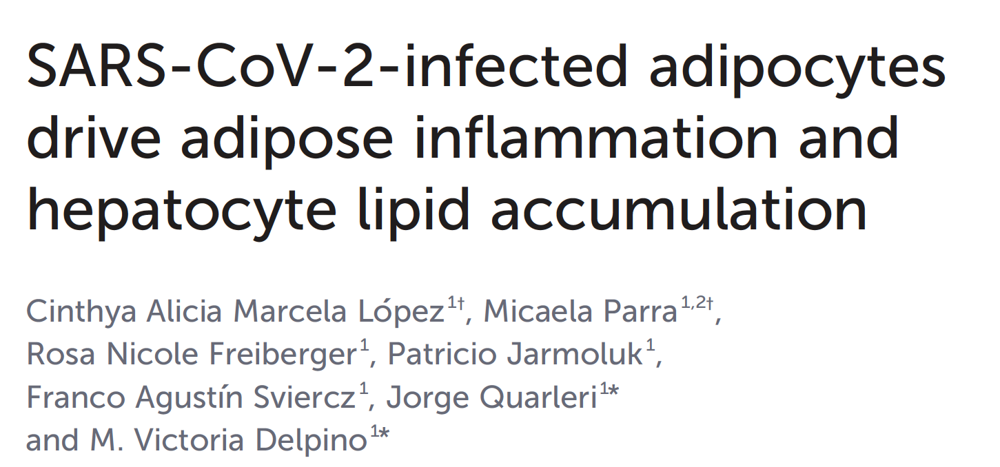 SARS-CoV-2-infected adipocytes
drive adipose inflammation and
hepatocyte lipid accumulation
Cinthya Alicia Marcela López1†, Micaela Parra1,2†,
Rosa Nicole Freiberger1, Patricio Jarmoluk1,
Franco Agustín Sviercz1, Jorge Quarleri1*
and M. Victoria Delpino1*